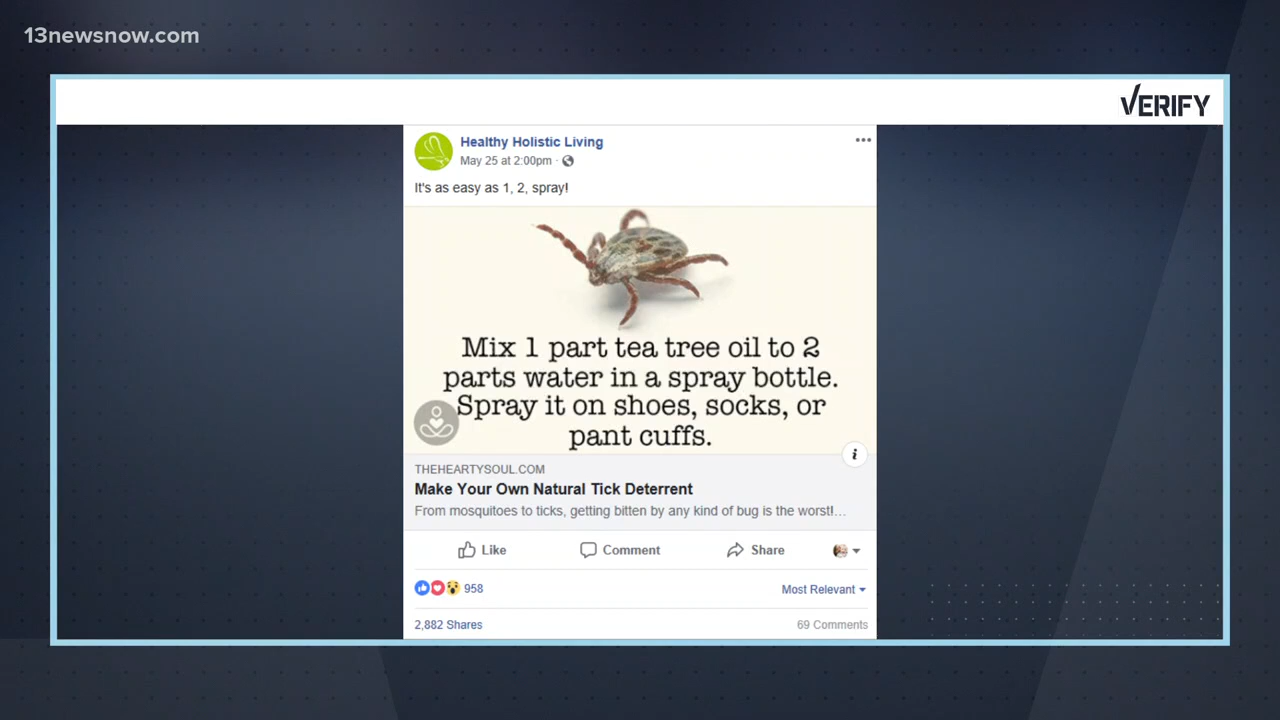 13newsnow.com
VERIFY
Healthy Holistic Living
May 25 at 2:00pm ·
It's as easy as 1, 2, spray!
Mix 1 part tea tree oil to 2
parts water in a spray bottle.
Spray it on shoes, socks, or
pant cuffs.
i
THEHEARTYSOUL.COM
Make Your Own Natural Tick Deterrent
From mosquitoes to ticks, getting bitten by any kind of bug is the worst!...
Like Comment Share
958 Most Relevant
2,882 Shares 69 Comments